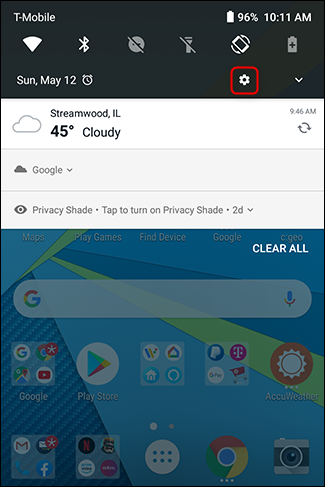 T-Mobile 96% 10:11 AM
Sun, May 12
Streamwood, IL 9:46 AM
45° Cloudy
Google
Privacy Shade • Tap to turn on Privacy Shade • 2d
Maps Play Games Find Device Google c:geo
CLEAR ALL
Google Play Store AccuWeather